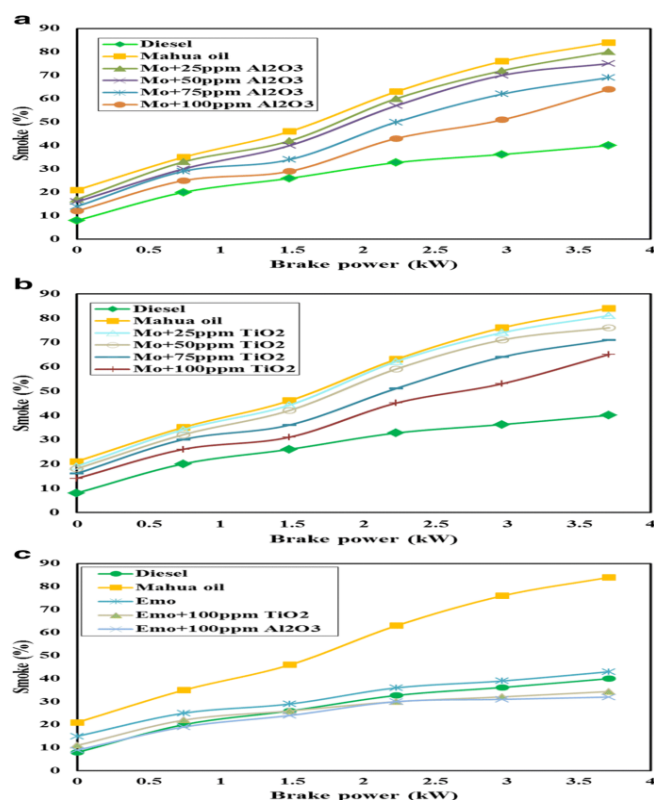 a
90
80
70
60
50
40
30
20
10
0
Smoke (%)
Diesel
Mahua oil
Mo+25ppm Al2O3
Mo+50ppm Al2O3
Mo+75ppm Al2O3
Mo+100ppm Al2O3
0 0.5 1 1.5 2 2.5 3 3.5 4
Brake power (kW)
b
90
80
70
60
50
40
30
20
10
0
Smoke (%)
Diesel
Mahua oil
Mo+25ppm TiO2
Mo+50ppm TiO2
Mo+75ppm TiO2
Mo+100ppm TiO2
0 0.5 1 1.5 2 2.5 3 3.5 4
Brake power (kW)
c
90
80
70
60
50
40
30
20
10
0
Smoke (%)
Diesel
Mahua oil
Emo
Emo+100ppm TiO2
Emo+100ppm Al2O3
0 0.5 1 1.5 2 2.5 3 3.5 4
Brake power (kW)